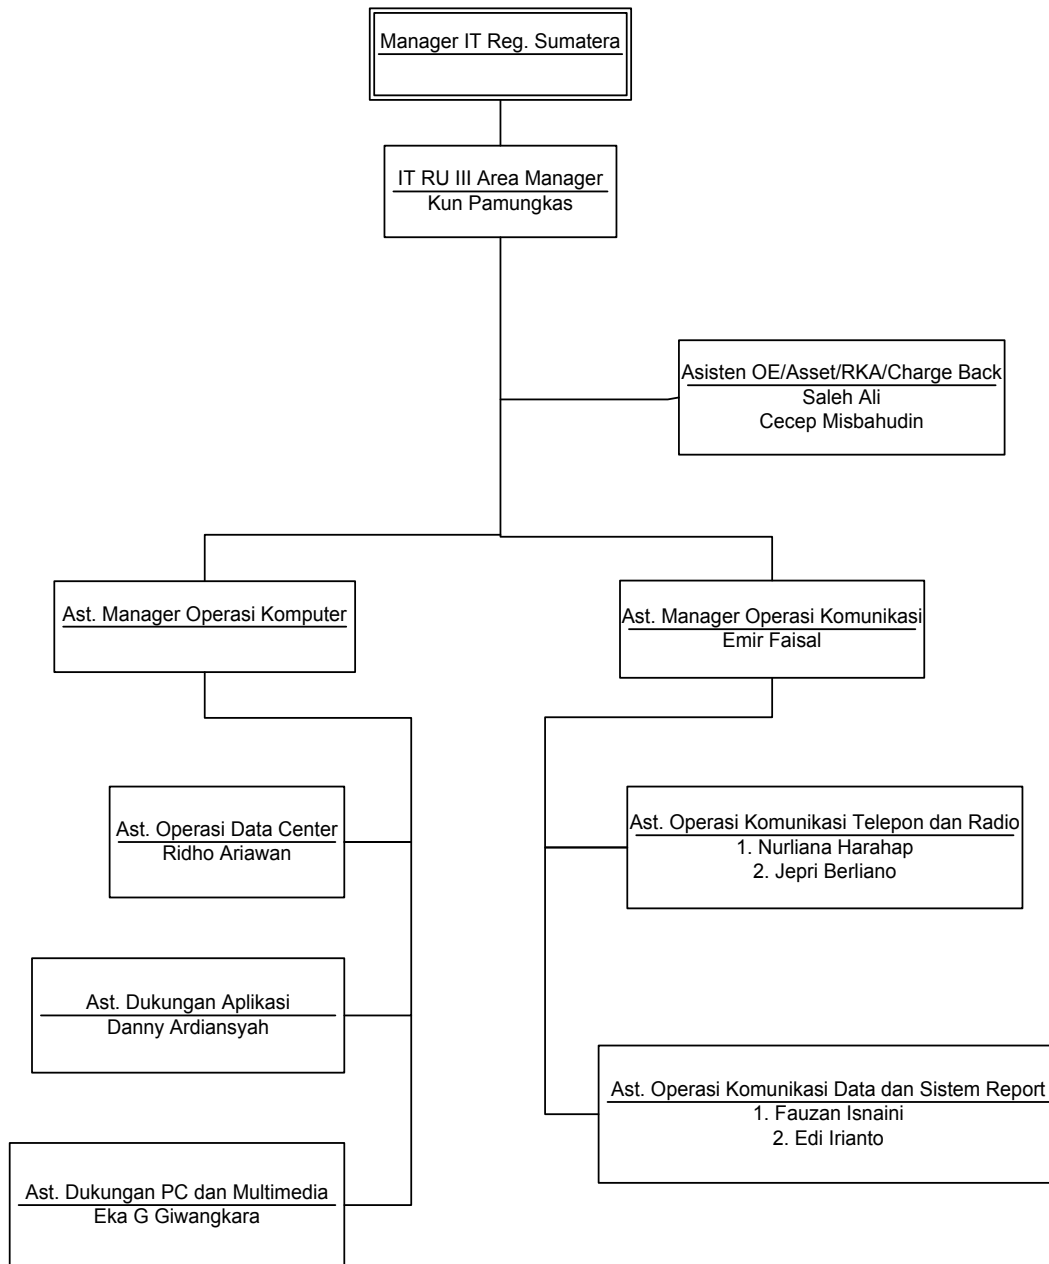 Manager IT Reg. Sumatera
IT RU III Area Manager
Kun Pamungkas
Asisten OE/Asset/RKA/Charge Back
Saleh Ali
Cecep Misbahudin
Ast. Manager Operasi Komputer
Ast. Manager Operasi Komunikasi
Emir Faisal
Ast. Operasi Data Center
Ridho Ariawan
Ast. Operasi Komunikasi Telepon dan Radio
1. Nurliana Harahap
2. Jepri Berliano
Ast. Dukungan Aplikasi
Danny Ardiansyah
Ast. Operasi Komunikasi Data dan Sistem Report
1. Fauzan Isnaini
2. Edi Irianto
Ast. Dukungan PC dan Multimedia
Eka G Giwangkara